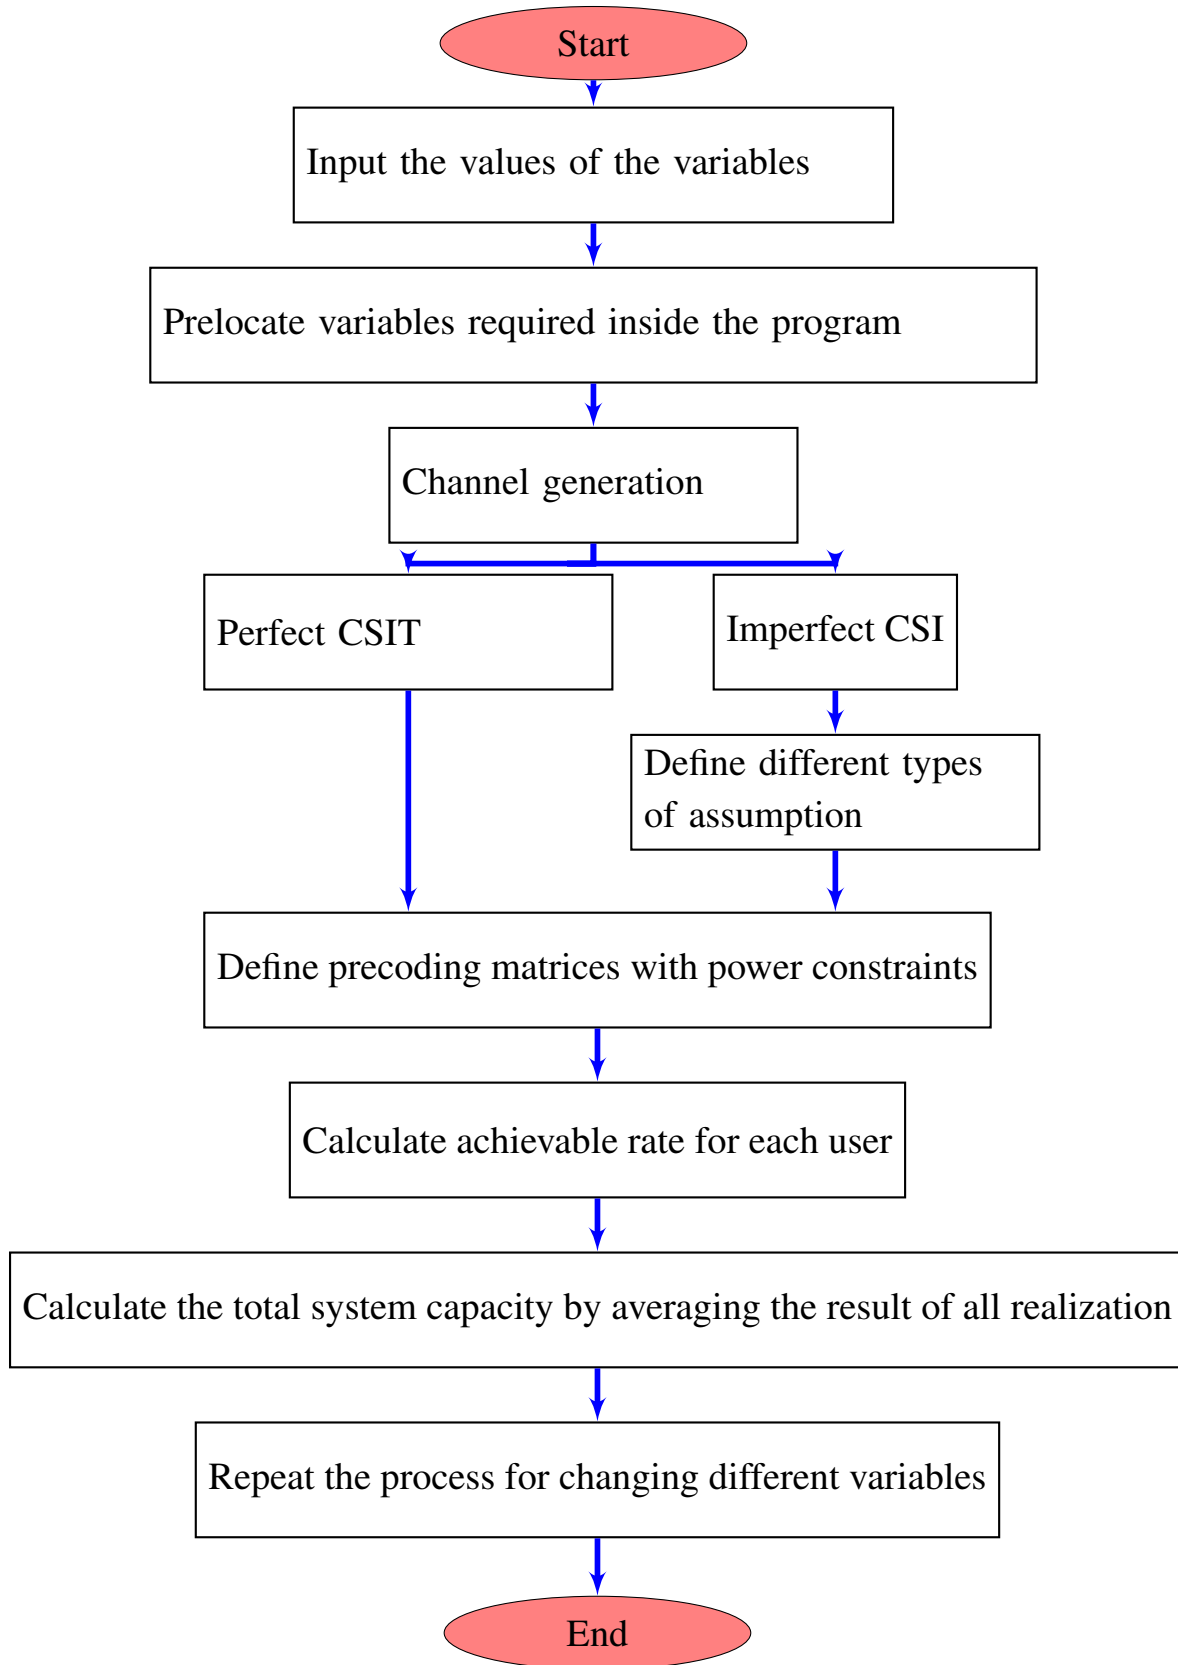 Start
Input the values of the variables
Prelocate variables required inside the program
Channel generation
Perfect CSIT
Imperfect CSI
Define different types
of assumption
Define precoding matrices with power constraints
Calculate achievable rate for each user
Calculate the total system capacity by averaging the result of all realization
Repeat the process for changing different variables
End